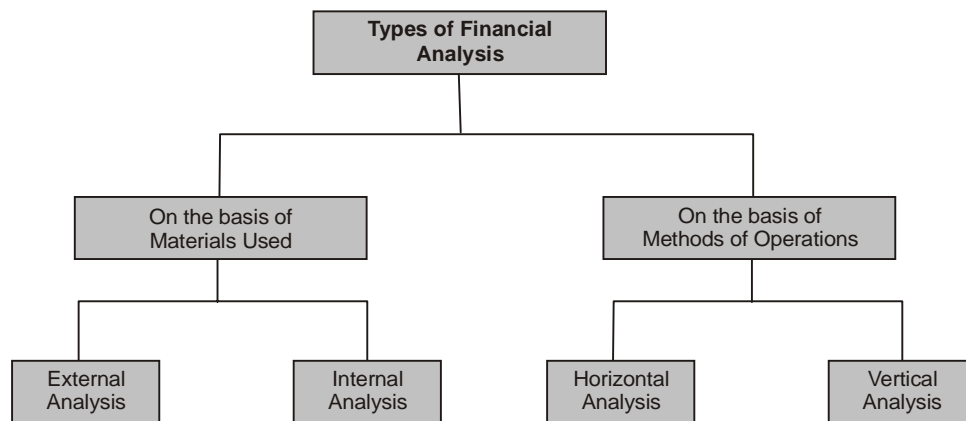 Types of Financial
Analysis
On the basis of
Materials Used
On the basis of
Methods of Operations
External
Analysis
Internal
Analysis
Horizontal
Analysis
Vertical
Analysis